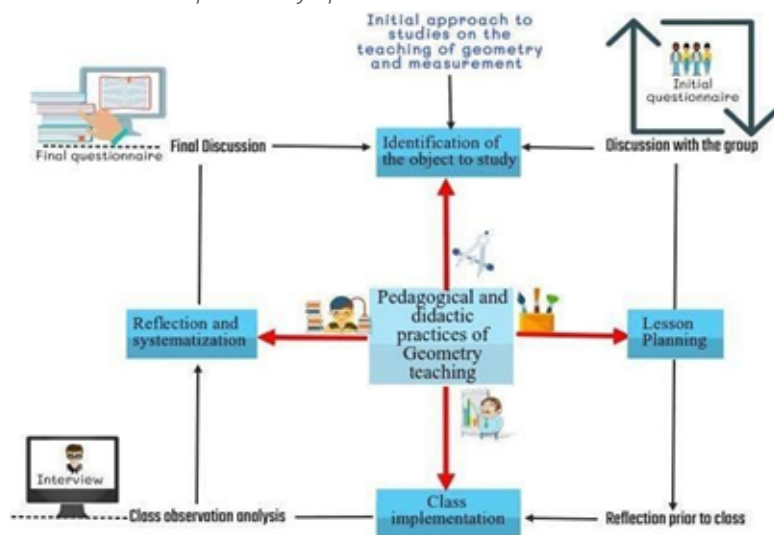 Initial approach to
studies on the
teaching of geometry
and measurement
Initial
questionnaire
Final questionnaire
Final Discussion
Identification of
the object to study
Discussion with the group
Reflection and
systematization
Pedagogical and
didactic
practices of
Geometry
teaching
Lesson
Planning
Interview
Class observation analysis
Class
implementation
Reflection prior to class